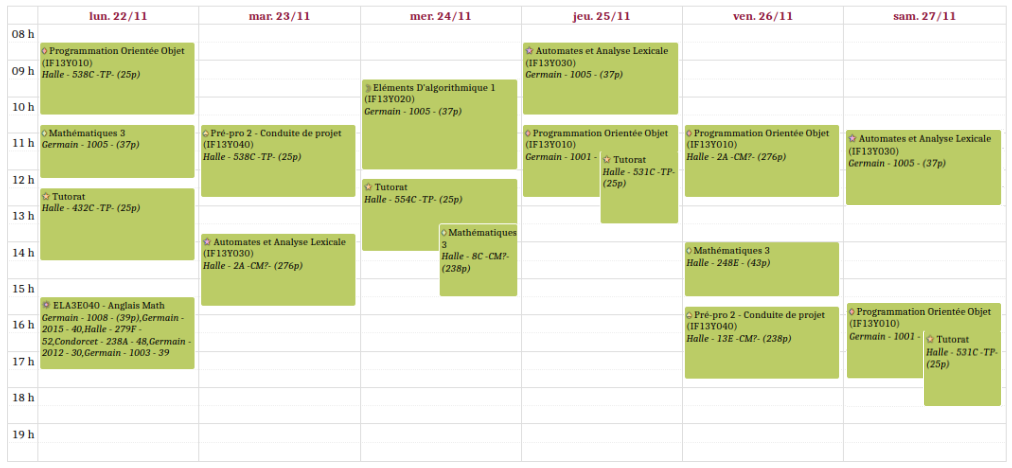 lun. 22/11
mar. 23/11
mer. 24/11
jeu. 25/11
ven. 26/11
sam. 27/11
08 h
09 h
10 h
11 h
12 h
13 h
14 h
15 h
16 h
17 h
18 h
19 h
Programmation Orientée Objet
(IF13Y010)
Halle - 538C -TP- (25p)
Mathématiques 3
Germain - 1005 - (37p)
Tutorat
Halle - 432C -TP- (25p)
ELA3E040 - Anglais Math
Germain - 1008 - (39p),Germain -
2015 - 40,Halle - 279F -
52,Condorcet - 238A - 48,Germain -
2012 - 30,Germain - 1003 - 39
Pré-pro 2 - Conduite de projet
(IF13Y040)
Halle - 538C -TP- (25p)
Automates et Analyse Lexicale
(IF13Y030)
Halle - 2A -CM?- (276p)
Eléments D'algorithmique 1
(IF13Y020)
Germain - 1005 - (37p)
Tutorat
Halle - 554C -TP- (25p)
Mathématiques
3
Halle - 8C -CM?-
(238p)
Automates et Analyse Lexicale
(IF13Y030)
Germain - 1005 - (37p)
Programmation Orientée Objet
(IF13Y010)
Germain - 1001 -
Tutorat
Halle - 531C -TP-
(25p)
Programmation Orientée Objet
(IF13Y010)
Halle - 2A -CM?- (276p)
Mathématiques 3
Halle - 248E - (43p)
Pré-pro 2 - Conduite de projet
(IF13Y040)
Halle - 13E -CM?- (238p)
Automates et Analyse Lexicale
(IF13Y030)
Germain - 1005 - (37p)
Programmation Orientée Objet
(IF13Y010)
Germain - 1001 -
Tutorat
Halle - 531C -TP-
(25p)